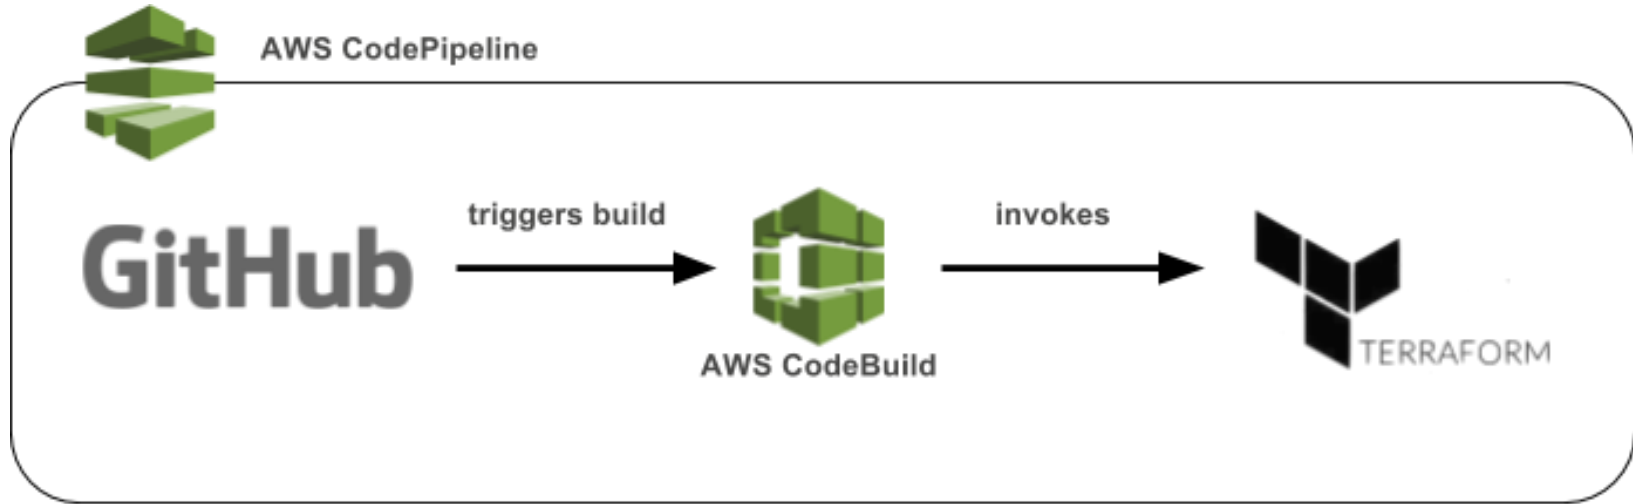 AWS CodePipeline
GitHub
triggers build
AWS CodeBuild
invokes
TERRAFORM